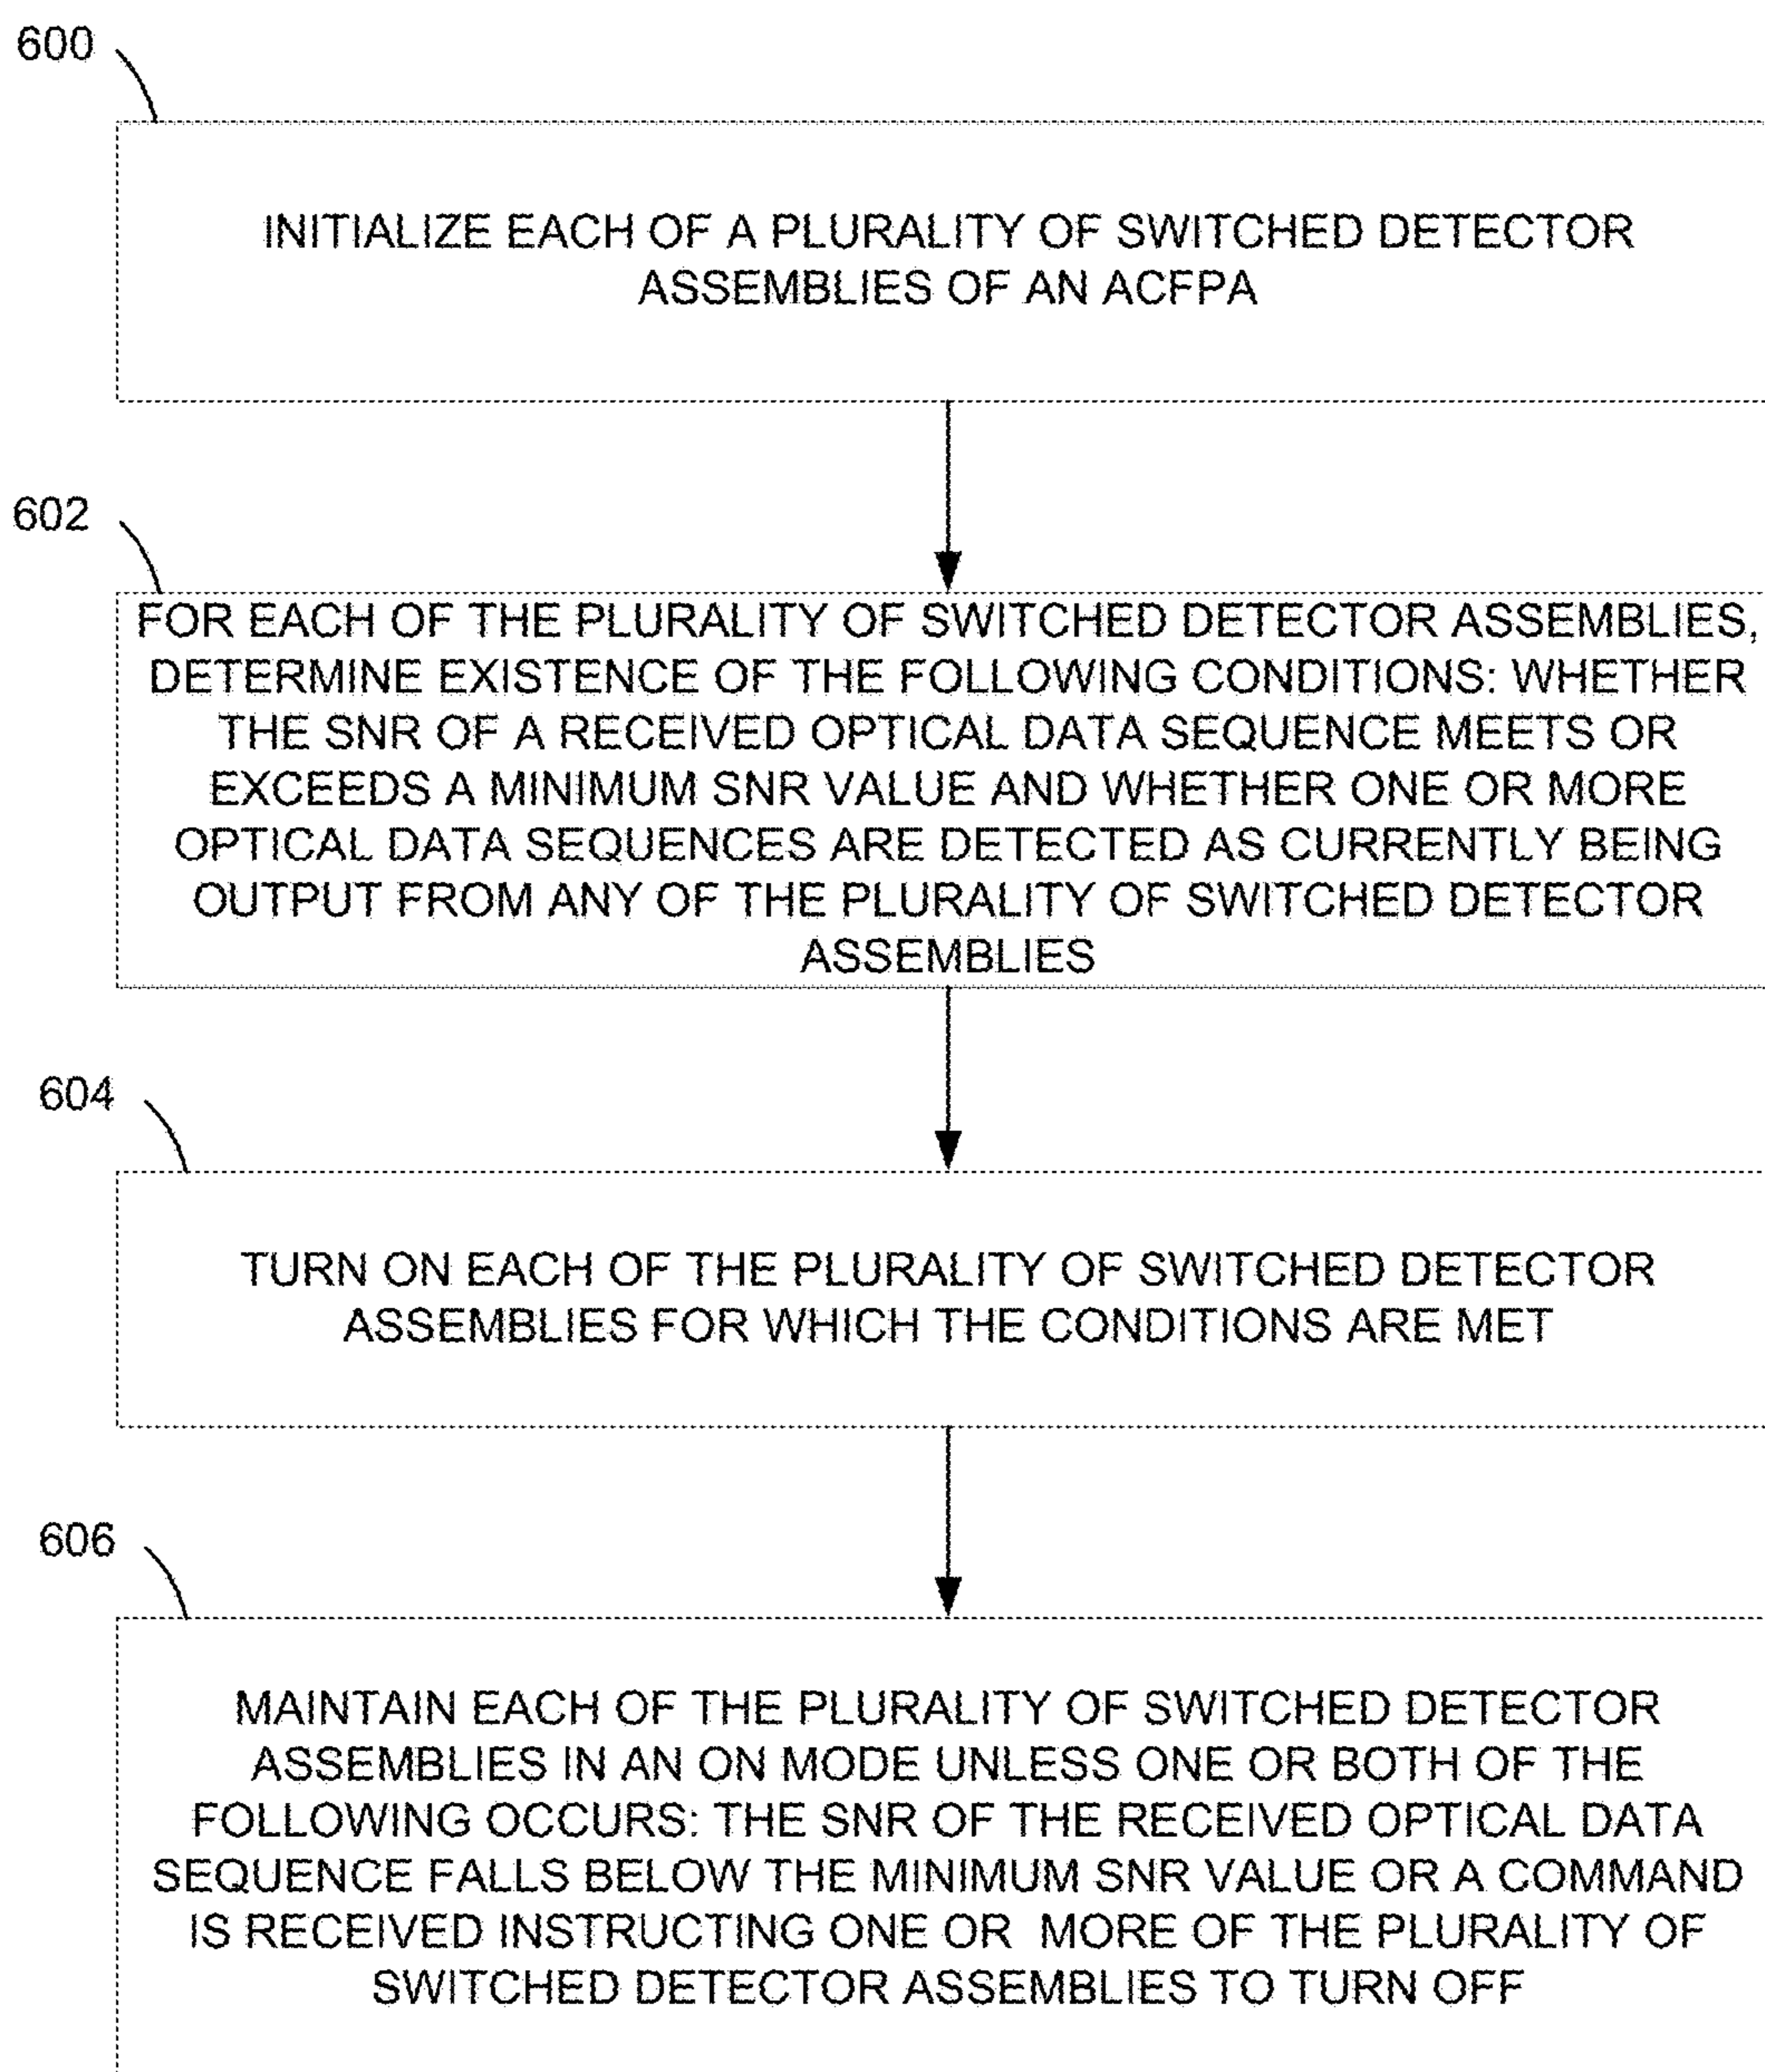 600
INITIALIZE EACH OF A PLURALITY OF SWITCHED DETECTOR
ASSEMBLIES OF AN ACFPA
602
FOR EACH OF THE PLURALITY OF SWITCHED DETECTOR ASSEMBLIES,
DETERMINE EXISTENCE OF THE FOLLOWING CONDITIONS: WHETHER
THE SNR OF A RECEIVED OPTICAL DATA SEQUENCE MEETS OR
EXCEEDS A MINIMUM SNR VALUE AND WHETHER ONE OR MORE
OPTICAL DATA SEQUENCES ARE DETECTED AS CURRENTLY BEING
OUTPUT FROM ANY OF THE PLURALITY OF SWITCHED DETECTOR
ASSEMBLIES
604
TURN ON EACH OF THE PLURALITY OF SWITCHED DETECTOR
ASSEMBLIES FOR WHICH THE CONDITIONS ARE MET
606
MAINTAIN EACH OF THE PLURALITY OF SWITCHED DETECTOR
ASSEMBLIES IN AN ON MODE UNLESS ONE OR BOTH OF THE
FOLLOWING OCCURS: THE SNR OF THE RECEIVED OPTICAL DATA
SEQUENCE FALLS BELOW THE MINIMUM SNR VALUE OR A COMMAND
IS RECEIVED INSTRUCTING ONE OR MORE OF THE PLURALITY OF
SWITCHED DETECTOR ASSEMBLIES TO TURN OFF